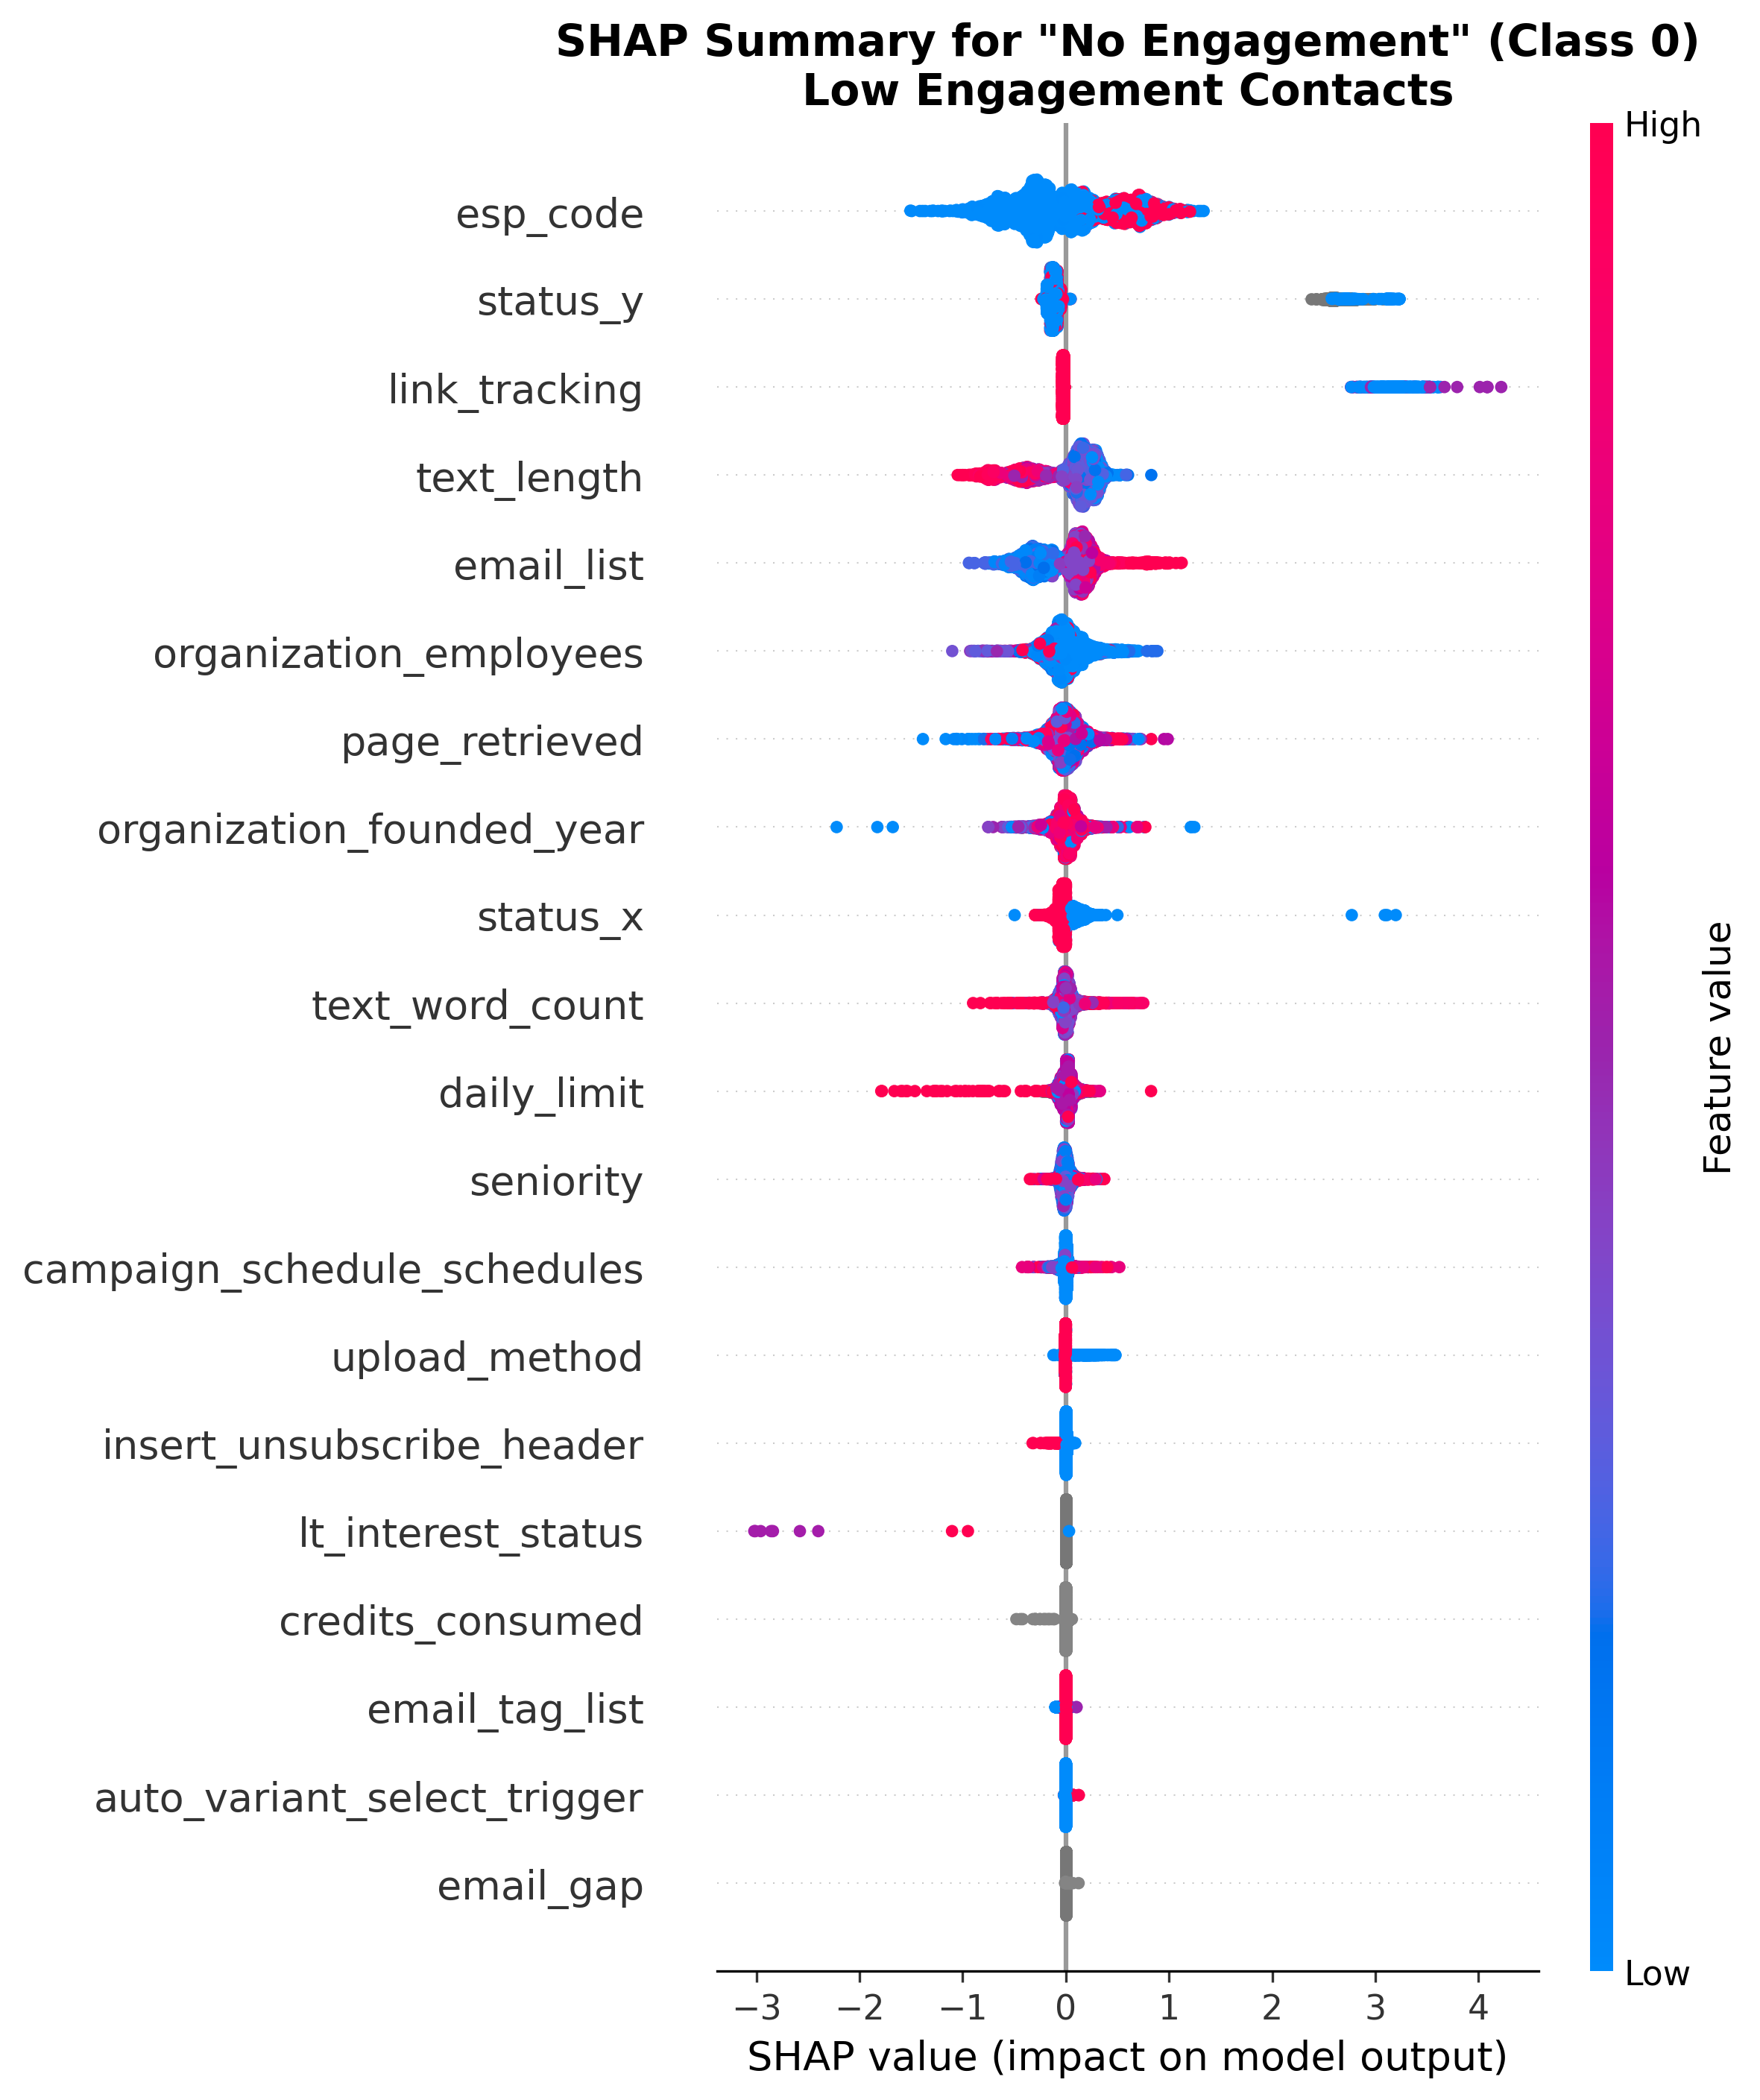 SHAP Summary for "No Engagement" (Class 0)
Low Engagement Contacts
High
esp_code
status_y
link_tracking
text_length
email_list
organization_employees
page_retrieved
organization_founded_year
status_x
text_word_count
daily_limit
seniority
campaign_schedule_schedules
upload_method
insert_unsubscribe_header
lt_interest_status
credits_consumed
email_tag_list
auto_variant_select_trigger
email_gap
Feature value
Low
−3 −2 −1 0 1 2 3 4
SHAP value (impact on model output)